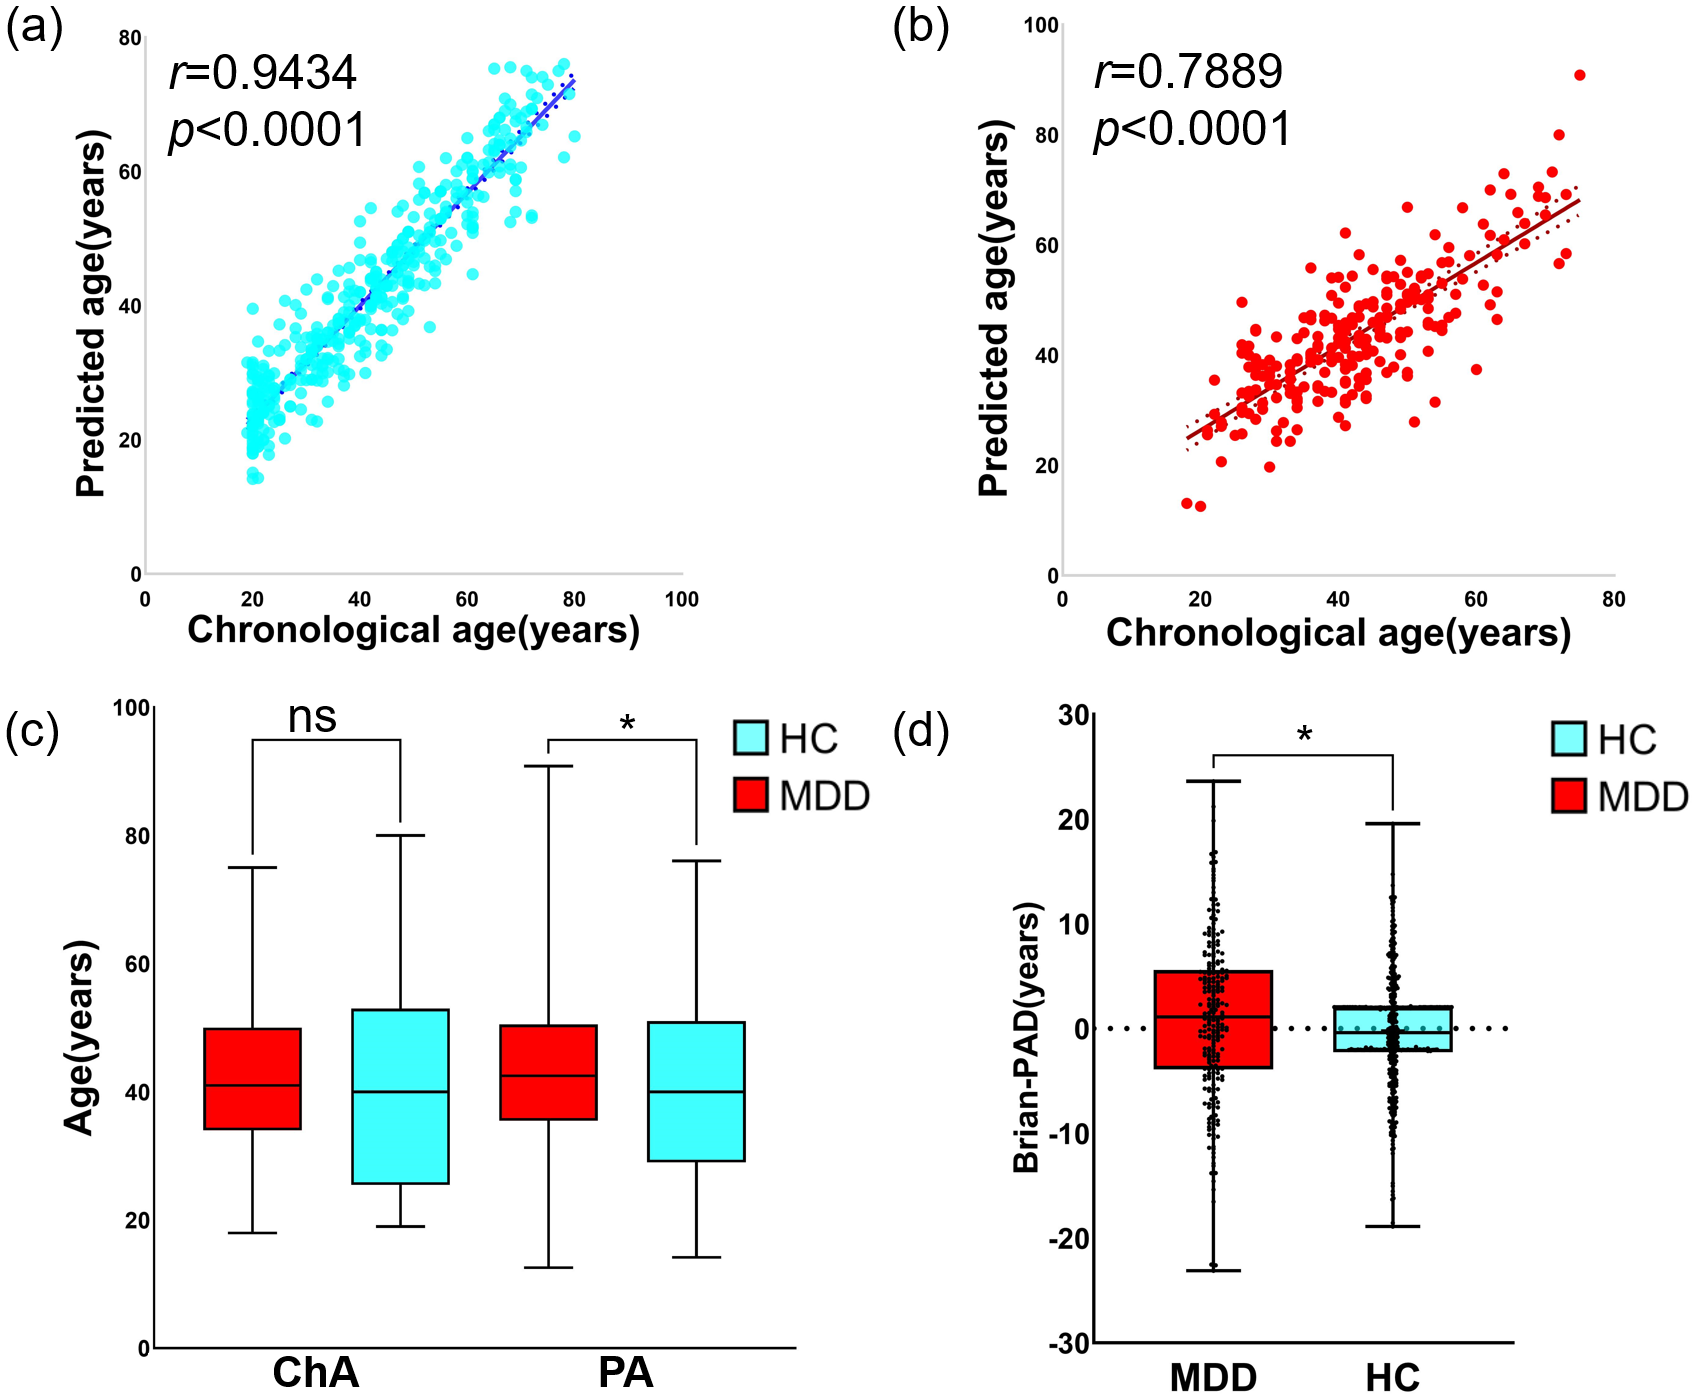 (a)
r=0.9434
p<0.0001
Predicted age(years)
80
60
40
20
0
0 20 40 60 80 100
Chronological age(years)
(b)
r=0.7889
p<0.0001
Predicted age(years)
100
80
60
40
20
0
0 20 40 60 80
Chronological age(years)
(c)
ns
*
HC
MDD
Age(years)
100
80
60
40
20
0
ChA PA
(d)
*
HC
MDD
Brian-PAD(years)
30
20
10
0
-10
-20
-30
MDD HC